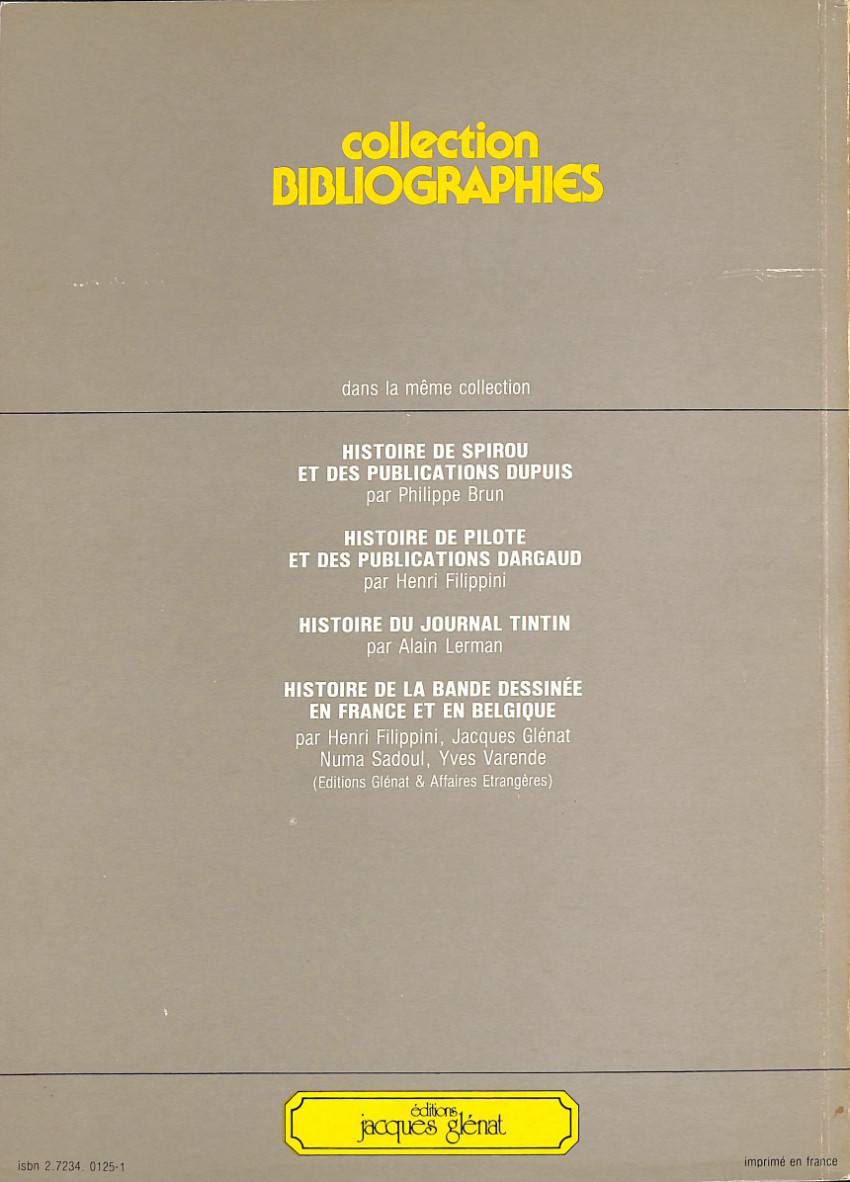 collection
BIBLIOGRAPHIES
dans la même collection
HISTOIRE DE SPIROU
ET DES PUBLICATIONS DUPUIS
par Philippe Brun
HISTOIRE DE PILOTE
ET DES PUBLICATIONS DARGAUD
par Henri Filippini
HISTOIRE DU JOURNAL TINTIN
par Alain Lerman
HISTOIRE DE LA BANDE DESSINÉE
EN FRANCE ET EN BELGIQUE
par Henri Filippini, Jacques Glénat
Numa Sadoul, Yves Varende
(Editions Glénat & Affaires Etrangères)
éditions
jacques glénat
isbn 2.7234. 0125-1
imprimé en france